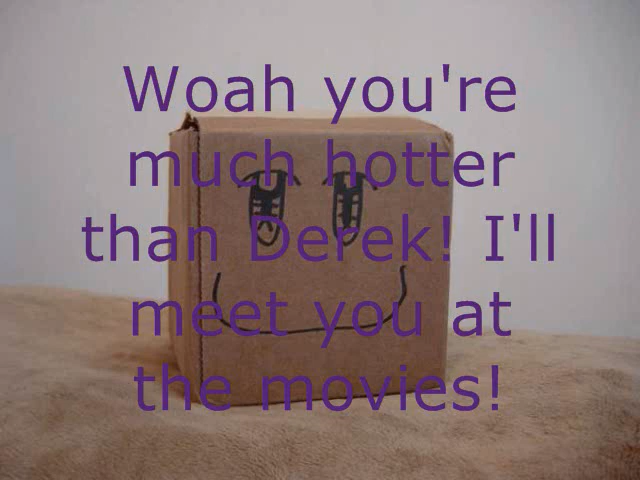 Woah you're
much hotter
than Derek! I'll
meet you at
the movies!